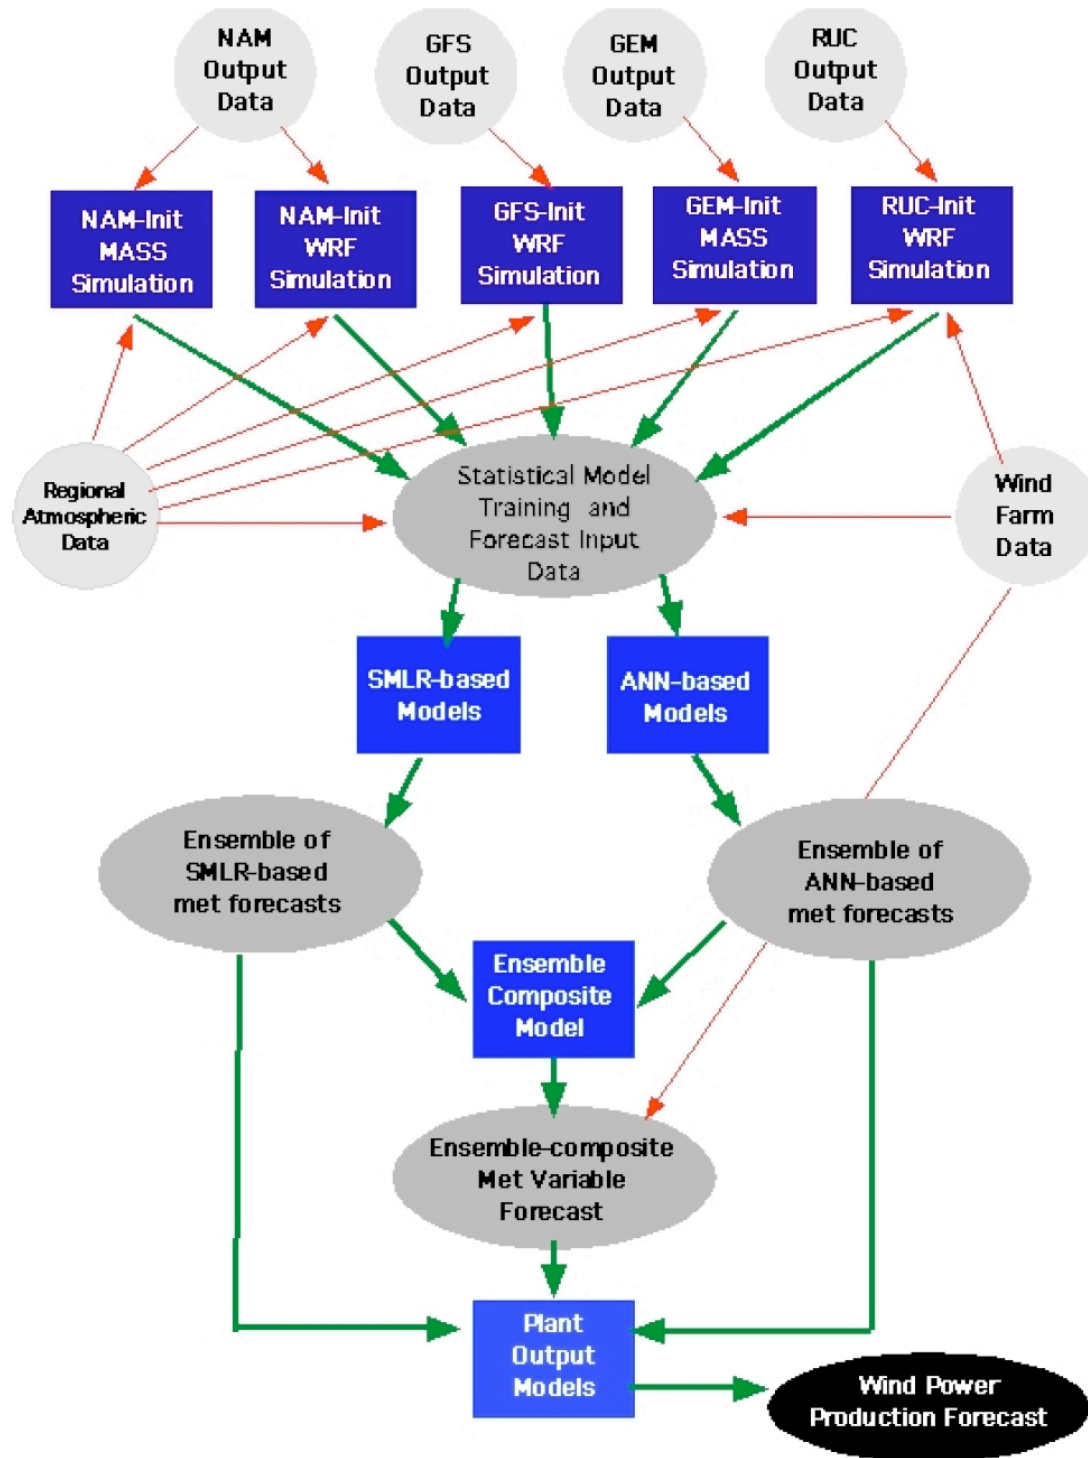 NAM
Output
Data
GFS
Output
Data
GEM
Output
Data
RUC
Output
Data
NAM-Init
MASS
Simulation
NAM-Init
WRF
Simulation
GFS-Init
WRF
Simulation
GEM-Init
MASS
Simulation
RUC-Init
WRF
Simulation
Regional
Atmospheric
Data
Statistical Model
Training and
Forecast Input
Data
Wind
Farm
Data
SMLR-based
Models
ANN-based
Models
Ensemble of
SMLR-based
met forecasts
Ensemble of
ANN-based
met forecasts
Ensemble
Composite
Model
Ensemble-composite
Met Variable
Forecast
Plant
Output
Models
Wind Power
Production Forecast